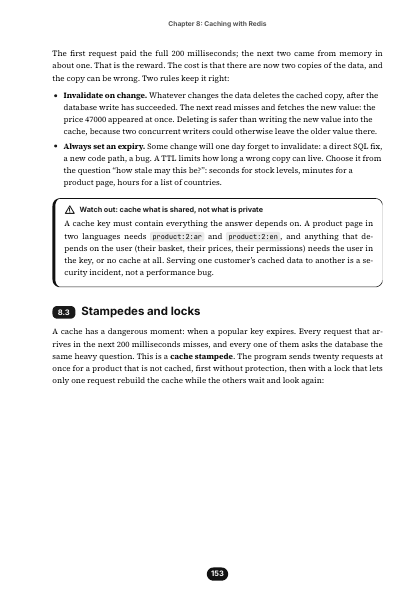 Chapter 8: Caching with Redis
The first request paid the full 200 milliseconds; the next two came from memory in
about one. That is the reward. The cost is that there are now two copies of the data, and
the copy can be wrong. Two rules keep it right:
• Invalidate on change. Whatever changes the data deletes the cached copy, after the
database write has succeeded. The next read misses and fetches the new value: the
price 47000 appeared at once. Deleting is safer than writing the new value into the
cache, because two concurrent writers could otherwise leave the older value there.
• Always set an expiry. Some change will one day forget to invalidate: a direct SQL fix,
a new code path, a bug. A TTL limits how long a wrong copy can live. Choose it from
the question "how stale may this be?": seconds for stock levels, minutes for a
product page, hours for a list of countries.
Watch out: cache what is shared, not what is private
A cache key must contain everything the answer depends on. A product page in
two languages needs product:2:ar and product:2:en, and anything that de-
pends on the user (their basket, their prices, their permissions) needs the user in
the key, or no cache at all. Serving one customer's cached data to another is a se-
curity incident, not a performance bug.
8.3 Stampedes and locks
A cache has a dangerous moment: when a popular key expires. Every request that ar-
rives in the next 200 milliseconds misses, and every one of them asks the database the
same heavy question. This is a cache stampede. The program sends twenty requests at
once for a product that is not cached, first without protection, then with a lock that lets
only one request rebuild the cache while the others wait and look again:
153